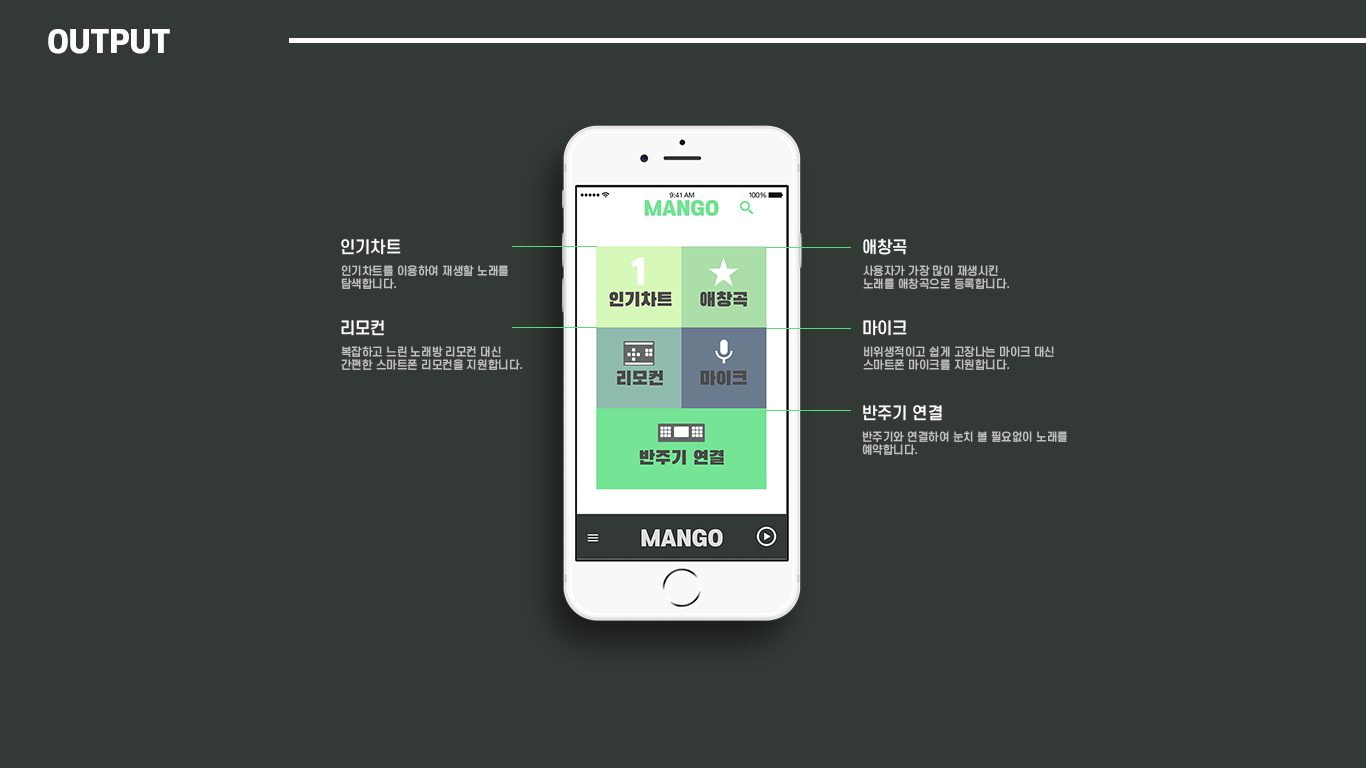 OUTPUT
9:41 AM
100%
MANGO
1
인기차트
애창곡
리모컨
마이크
반주기 연결
MANGO
인기차트
인기차트를 이용하여 재생할 노래를
탐색합니다.
리모컨
복잡하고 느린 노래방 리모컨 대신
간편한 스마트폰 리모컨을 지원합니다.
애창곡
사용자가 가장 많이 재생시킨
노래를 애창곡으로 등록합니다.
마이크
비위생적이고 쉽게 고장나는 마이크 대신
스마트폰 마이크를 지원합니다.
반주기 연결
반주기와 연결하여 눈치 볼 필요없이 노래를
예약합니다.